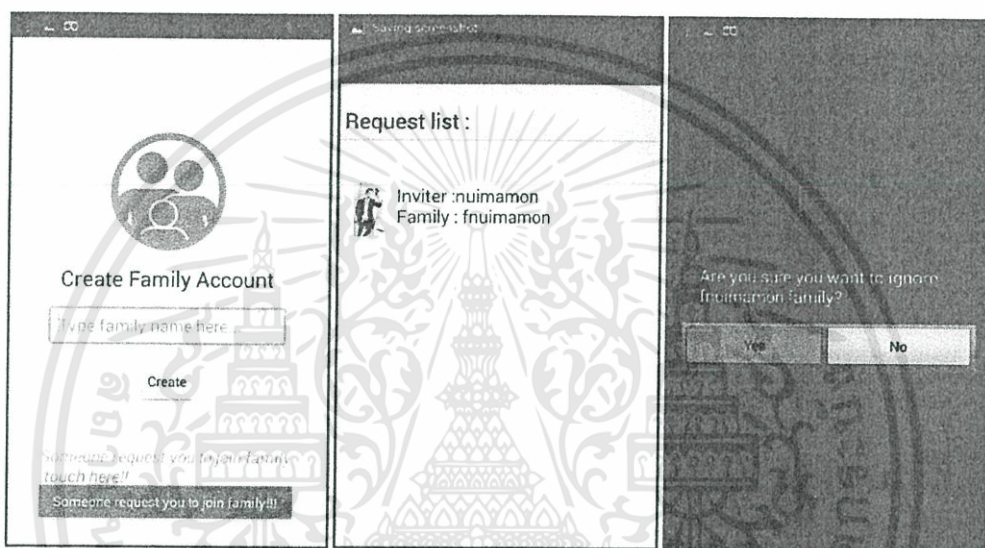 Create Family Account
Type family name here...
Create
Someone request you to join family
touch here!!
Someone request you to join family!!!
Saving screenshot
Request list :
Inviter :nuimamon
Family : fnuimamon
Are you sure you want to ignore
fnuimamon family?
Yes
No